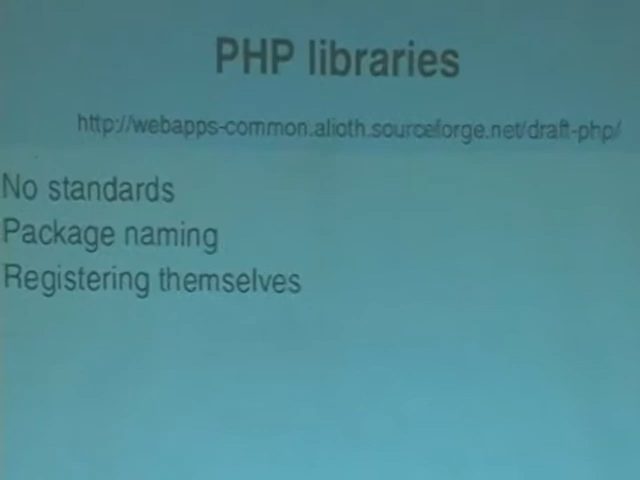 PHP libraries
http://webapps-common.alioth.sourceforge.net/draft-php/
No standards
Package naming
Registering themselves